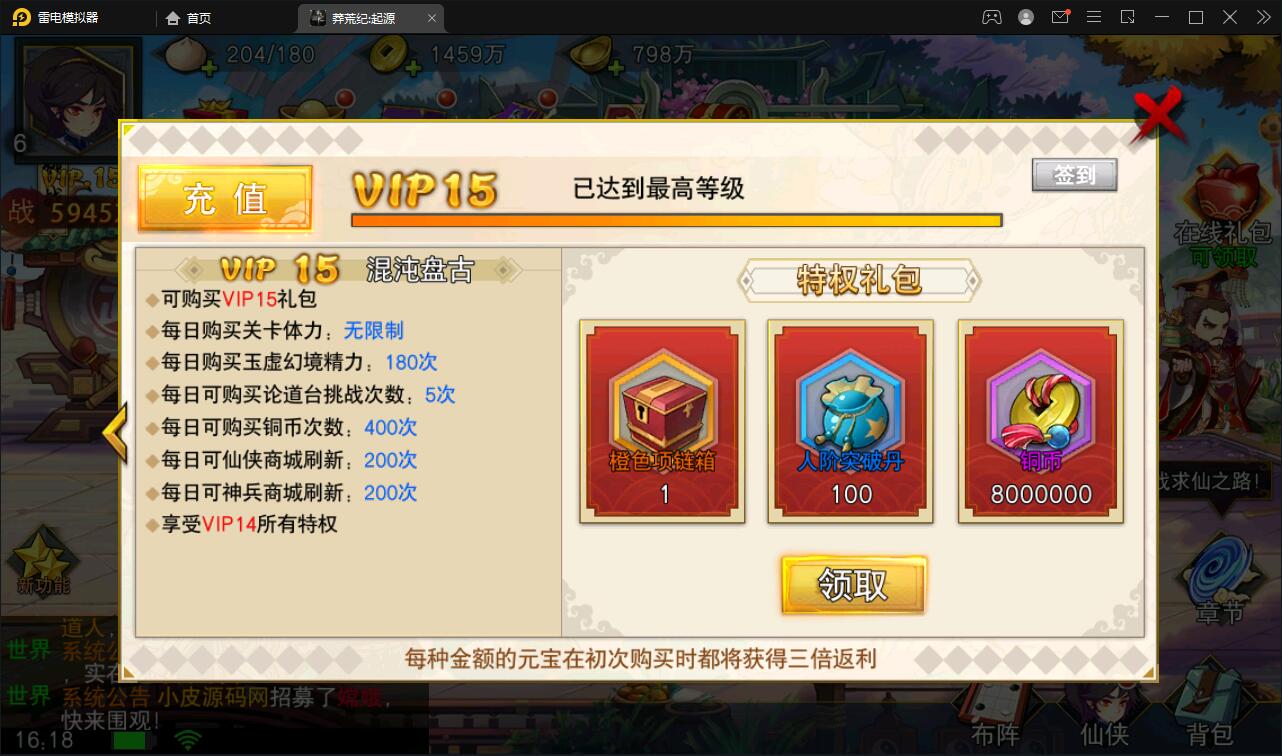 雷电模拟器
首页
莽荒纪:起源
204/180
1459万
798万
6
VIP 15
战 5945
充值
VIP 15
已达到最高等级
签到
在线礼包
可领取
VIP 15 混沌盘古
可购买VIP15礼包
每日购买关卡体力：无限制
每日购买玉虚幻境精力：180次
每日可购买论道台挑战次数：5次
每日可购买铜币次数：400次
每日可仙侠商城刷新：200次
每日可神兵商城刷新：200次
享受VIP14所有特权
特权礼包
橙色项链箱
1
人阶突破丹
100
铜币
8000000
领取
求仙之路!
新功能
章节
每种金额的元宝在初次购买时都将获得三倍返利
道人,
世界 系统公
,实在
世界 系统公告 小皮源码网招募了嫦娥,
快来围观!
16:18
布阵
仙侠
背包